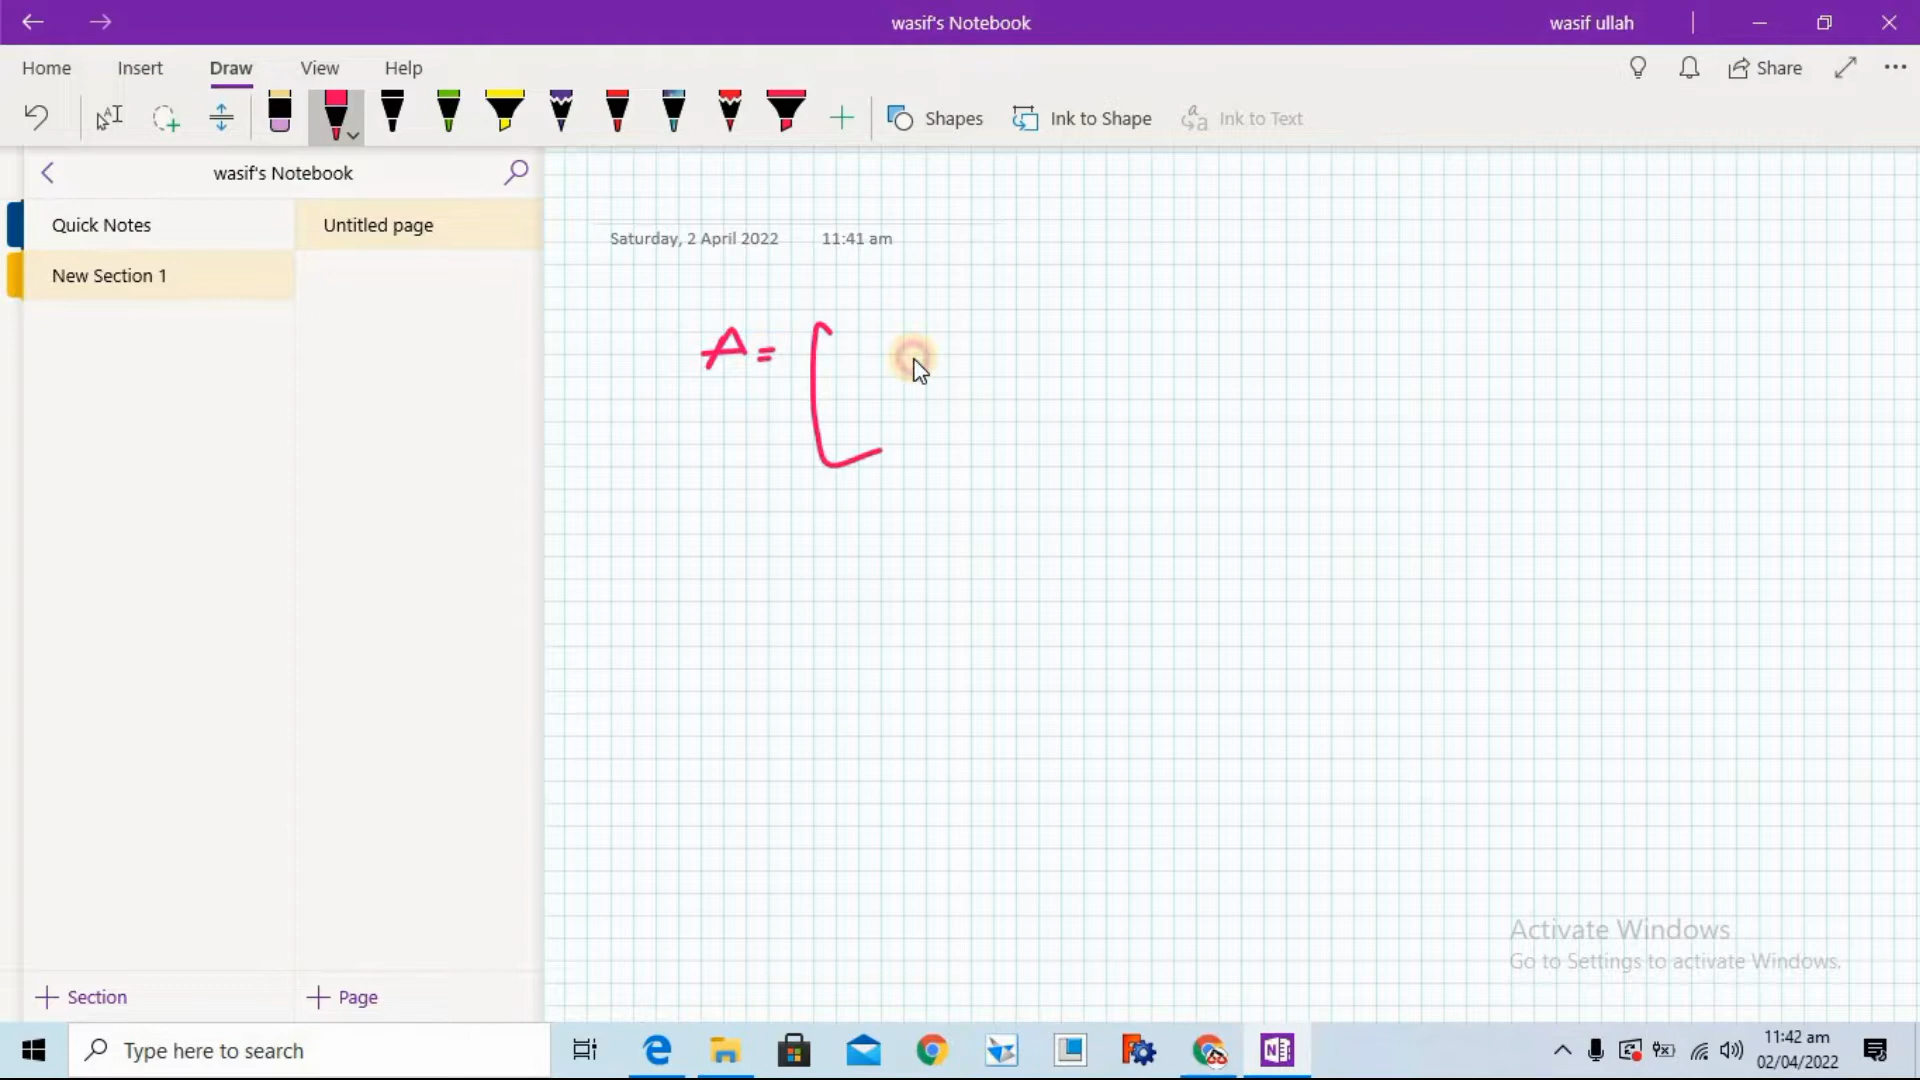 wasif's Notebook
wasif ullah
Home Insert Draw View Help
Share
Shapes Ink to Shape Ink to Text
wasif's Notebook
Quick Notes
Untitled page
New Section 1
Saturday, 2 April 2022 11:41 am
A = [
Activate Windows
Go to Settings to activate Windows.
+ Section
+ Page
Type here to search
11:42 am
02/04/2022